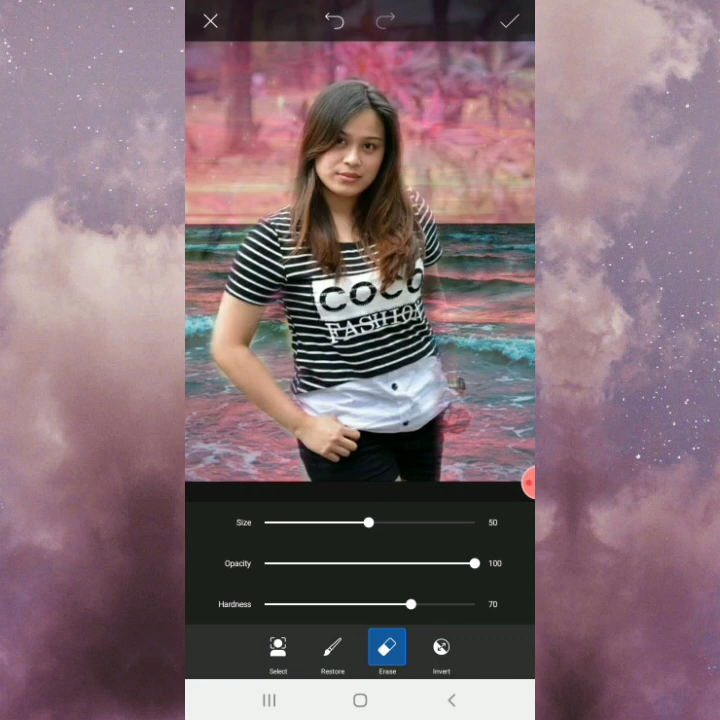 COCO
FASHION
Size 50
Opacity 100
Hardness 70
Select Restore Erase Invert